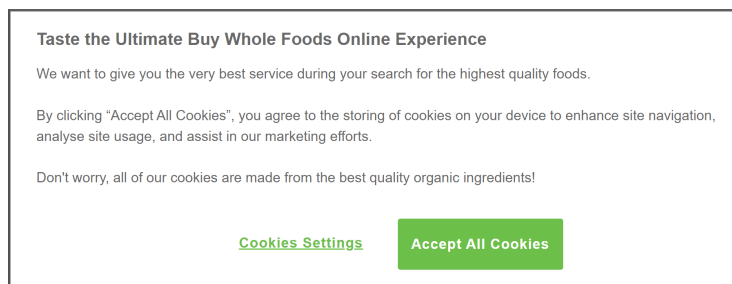 Taste the Ultimate Buy Whole Foods Online Experience
We want to give you the very best service during your search for the highest quality foods.
By clicking “Accept All Cookies”, you agree to the storing of cookies on your device to enhance site navigation,
analyse site usage, and assist in our marketing efforts.
Don't worry, all of our cookies are made from the best quality organic ingredients!
Cookies Settings
Accept All Cookies